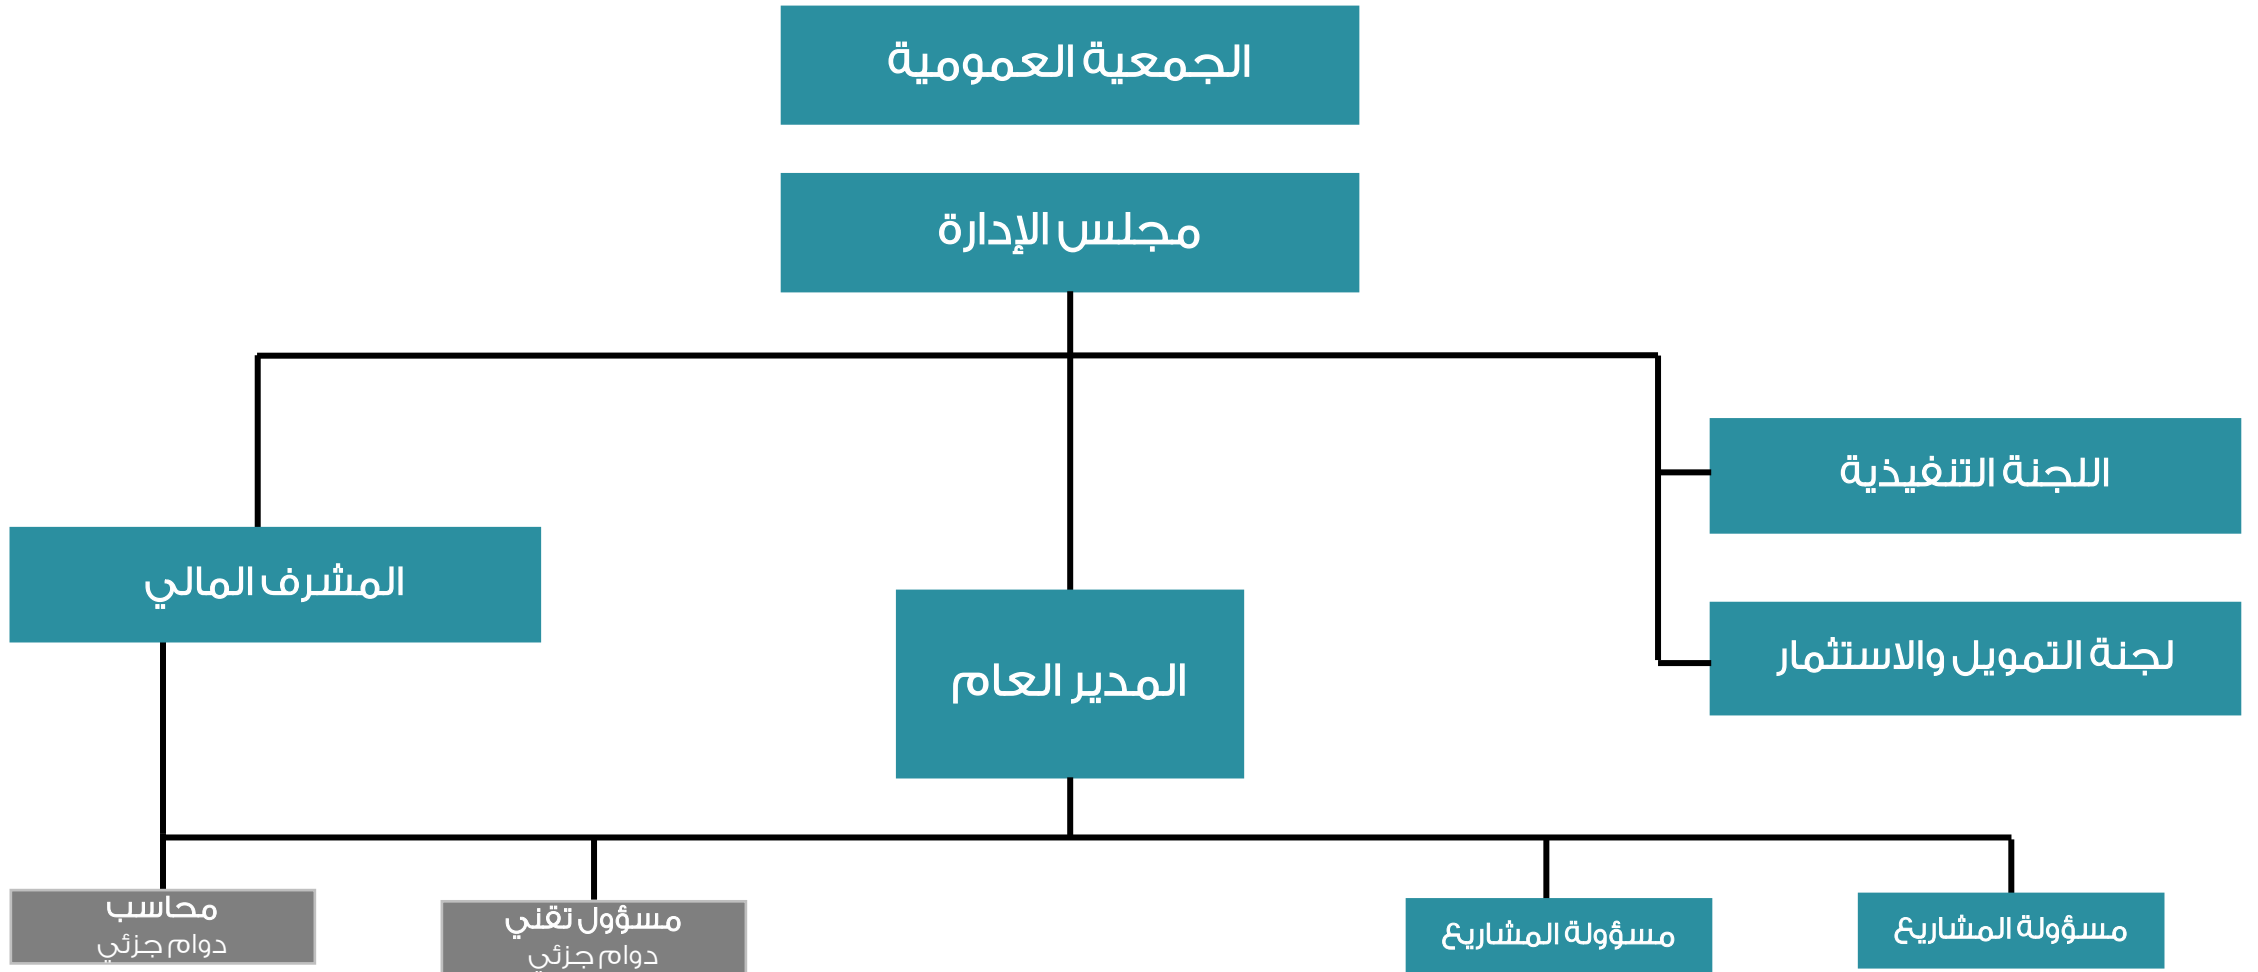 الجمعية العمومية
مجلس الإدارة
اللجنة التنفيذية
لجنة التمويل والاستثمار
المشرف المالي
المدير العام
مسؤولة المشاريع
مسؤولة المشاريع
مسؤول تقني
دوام جزئي
محاسب
دوام جزئي